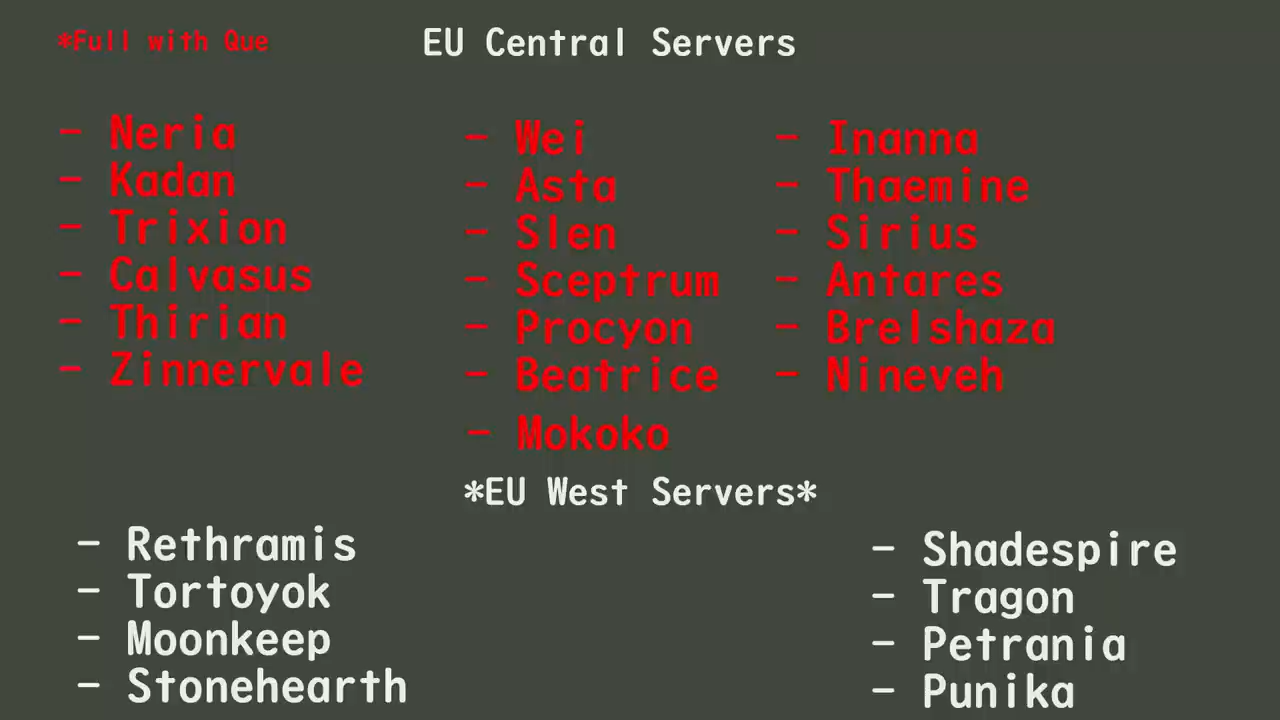 *Full with Que
EU Central Servers
- Neria
- Kadan
- Trixion
- Calvasus
- Thirian
- Zinnervale
- Wei
- Asta
- Slen
- Sceptrum
- Procyon
- Beatrice
- Mokoko
- Inanna
- Thaemine
- Sirius
- Antares
- Brelshaza
- Nineveh
*EU West Servers*
- Rethramis
- Tortoyok
- Moonkeep
- Stonehearth
- Shadespire
- Tragon
- Petrania
- Punika